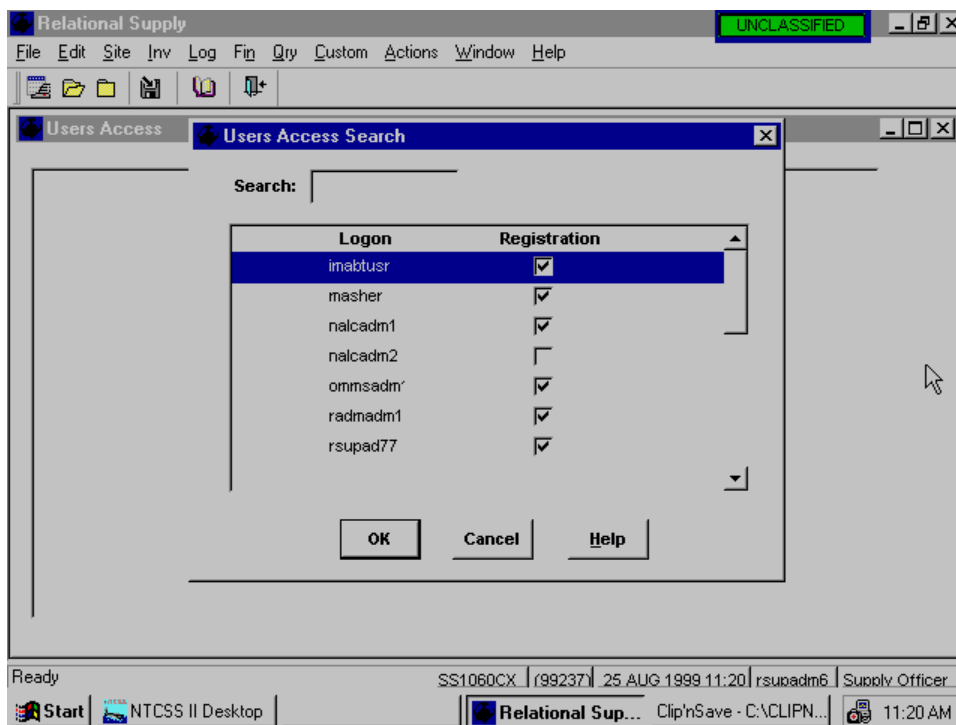 Relational Supply
UNCLASSIFIED
File Edit Site Inv Log Fin Qry Custom Actions Window Help
Users Access
Users Access Search
Search:
Logon Registration
imabtusr
masher
nalcadm1
nalcadm2
ommsadm
radmadm1
rsupad77
OK Cancel Help
Ready SS1060CX (99237) 25 AUG 1999 11:20 rsupadm6 Supply Officer
Start NTCSS II Desktop Relational Sup... Clip'nSave - C:\CLIPN... 11:20 AM